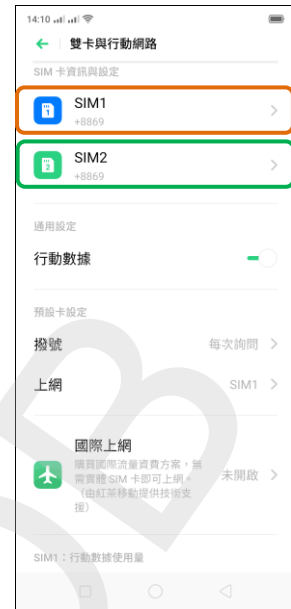 14:10
雙卡與行動網路
SIM 卡資訊與設定
1
SIM1
+8869
2
SIM2
+8869
通用設定
行動數據
預設卡設定
撥號 每次詢問
上網 SIM1
國際上網
購買國際流量資費方案，無
需實體 SIM 卡即可上網。
（由紅茶移動提供技術支
援）
未開啟
SIM1：行動數據使用量